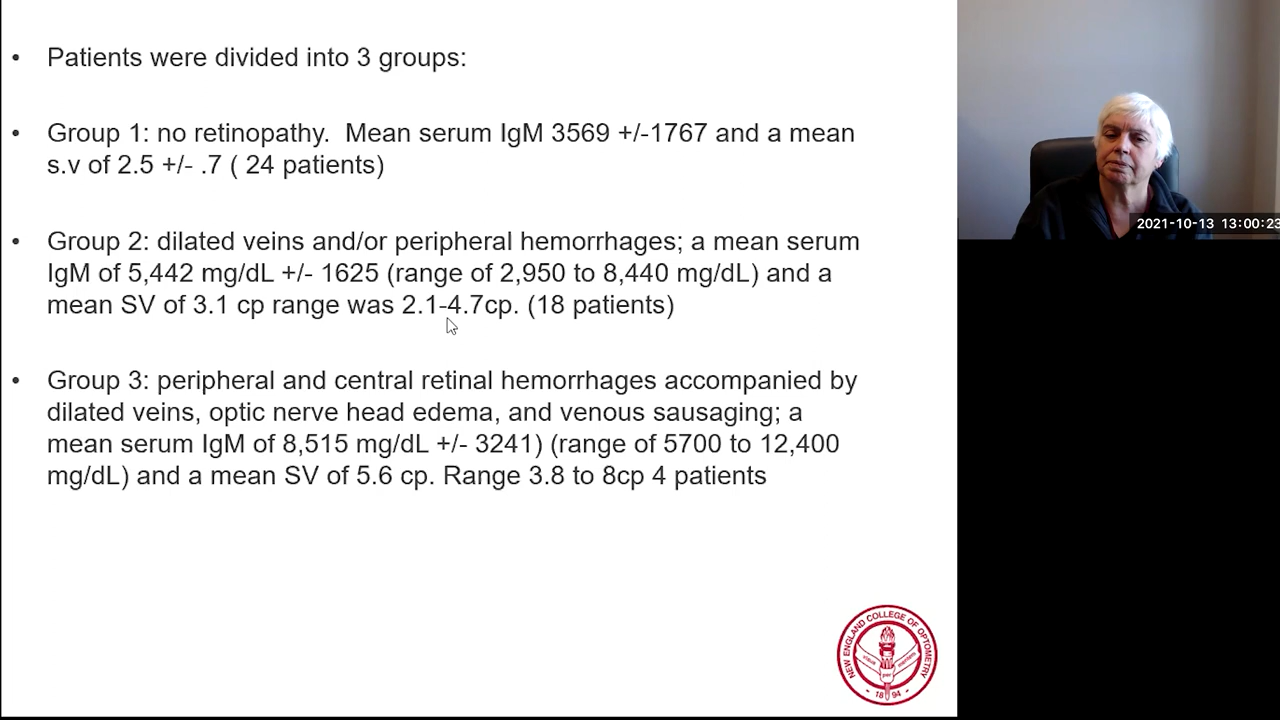 • Patients were divided into 3 groups:
• Group 1: no retinopathy. Mean serum IgM 3569 +/-1767 and a mean
s.v of 2.5 +/- .7 ( 24 patients)
• Group 2: dilated veins and/or peripheral hemorrhages; a mean serum
IgM of 5,442 mg/dL +/- 1625 (range of 2,950 to 8,440 mg/dL) and a
mean SV of 3.1 cp range was 2.1-4.7cp. (18 patients)
• Group 3: peripheral and central retinal hemorrhages accompanied by
dilated veins, optic nerve head edema, and venous sausaging; a
mean serum IgM of 8,515 mg/dL +/- 3241) (range of 5700 to 12,400
mg/dL) and a mean SV of 5.6 cp. Range 3.8 to 8cp 4 patients
2021-10-13 13:00:23
NEW ENGLAND COLLEGE OF OPTOMETRY
1894